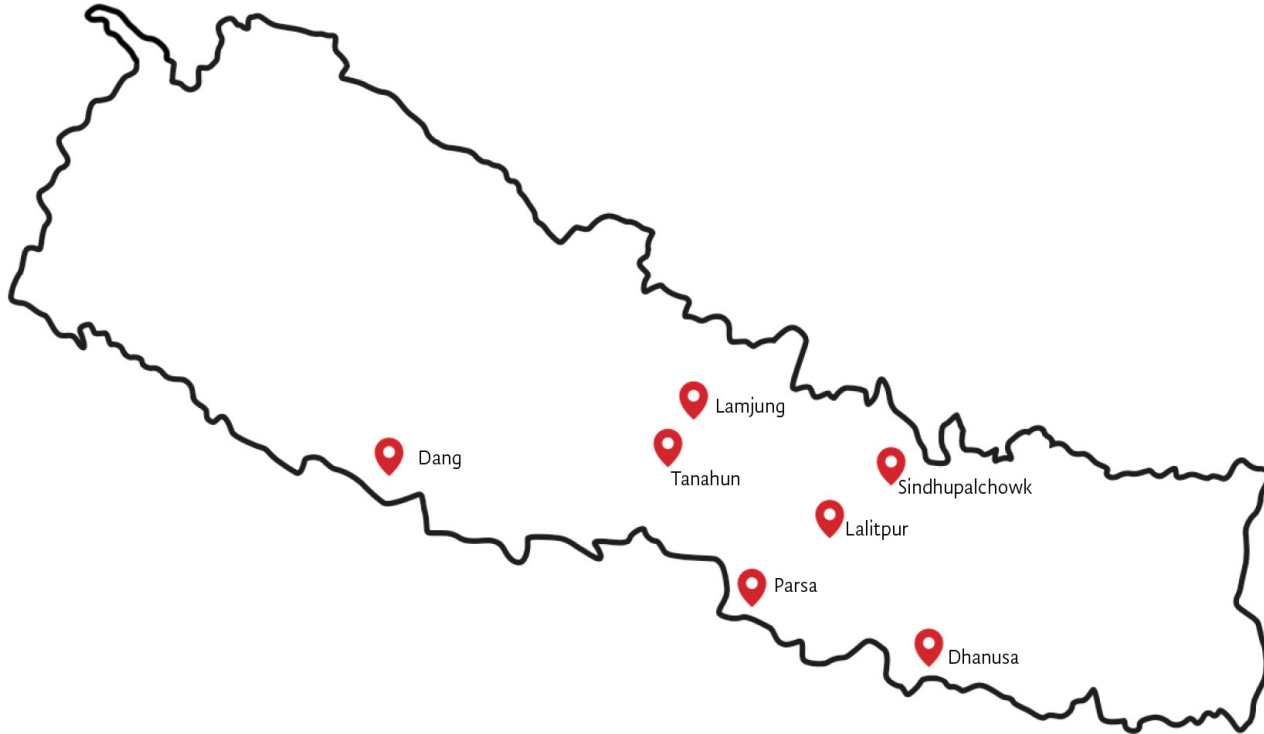 Lamjung
Dang
Tanahun
Sindhupalchowk
Lalitpur
Parsa
Dhanusa